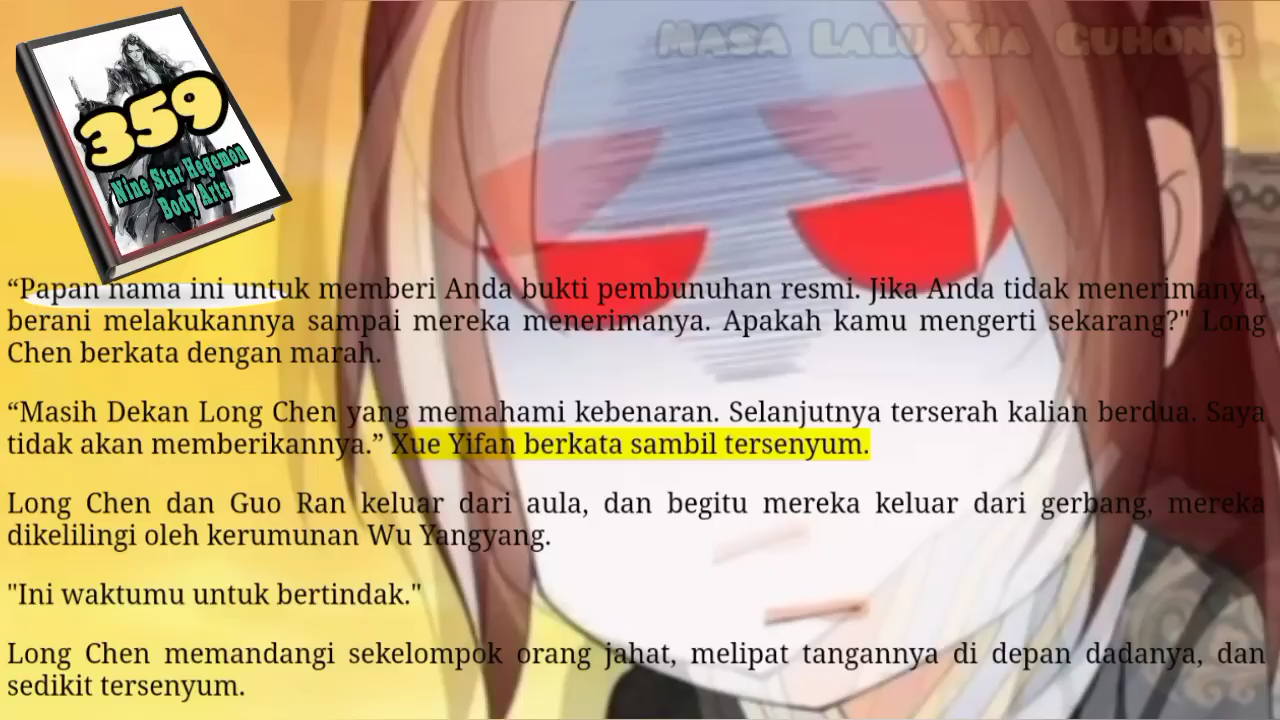 Masa Lalu Xia Guhong
359
Nine Star Hegemon
Body Arts
“Papan nama ini untuk memberi Anda bukti pembunuhan resmi. Jika Anda tidak menerimanya,
berani melakukannya sampai mereka menerimanya. Apakah kamu mengerti sekarang?" Long
Chen berkata dengan marah.
“Masih Dekan Long Chen yang memahami kebenaran. Selanjutnya terserah kalian berdua. Saya
tidak akan memberikannya.” Xue Yifan berkata sambil tersenyum.
Long Chen dan Guo Ran keluar dari aula, dan begitu mereka keluar dari gerbang, mereka
dikelilingi oleh kerumunan Wu Yangyang.
"Ini waktumu untuk bertindak."
Long Chen memandangi sekelompok orang jahat, melipat tangannya di depan dadanya, dan
sedikit tersenyum.